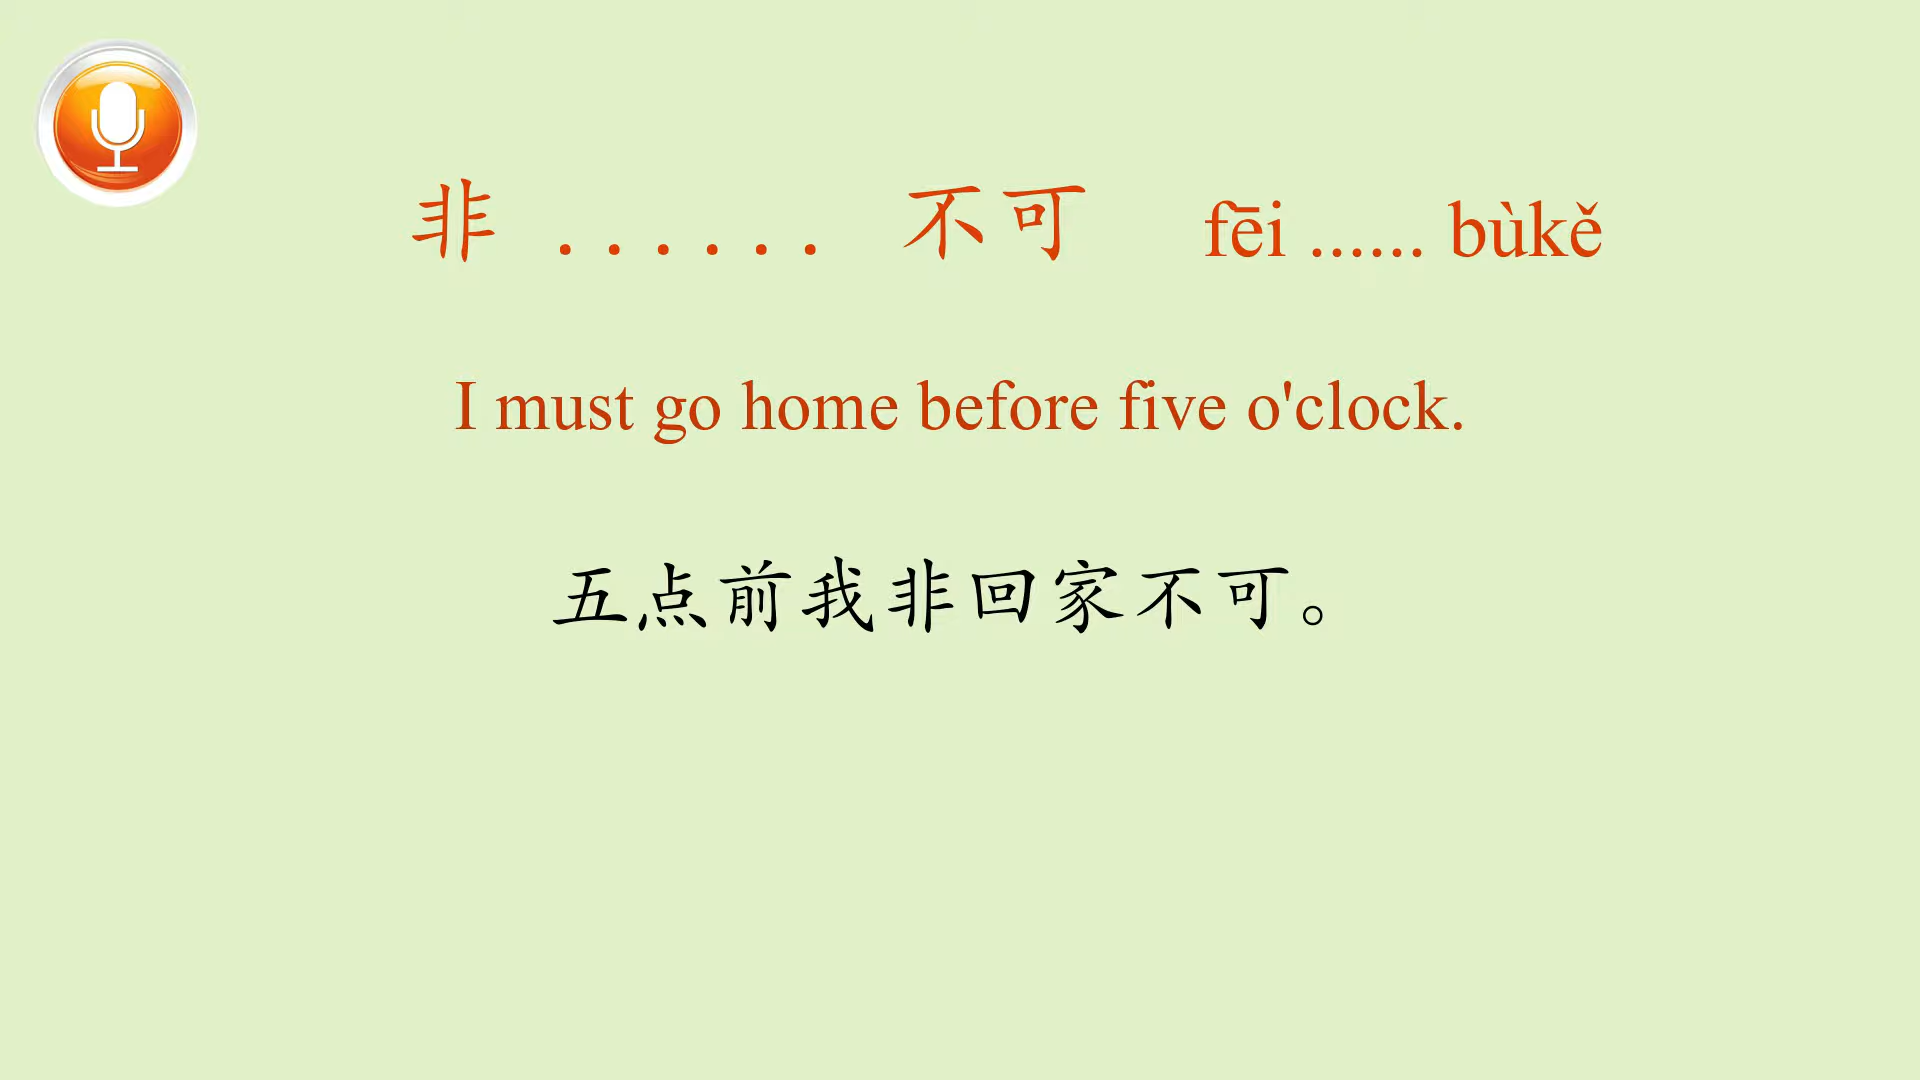 非 ...... 不可 fēi ...... bùkě
I must go home before five o'clock.
五点前我非回家不可。